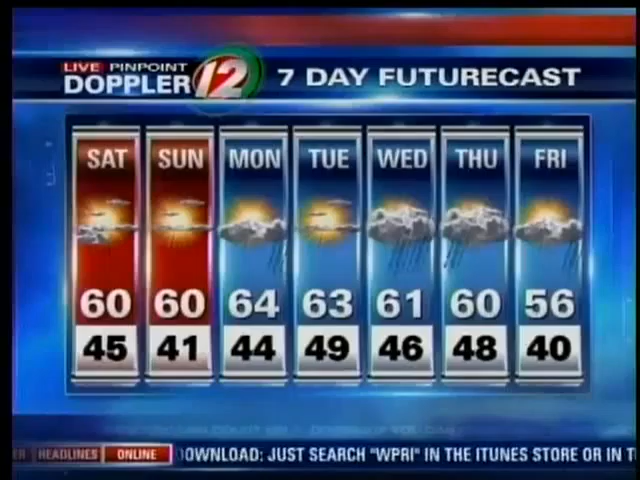 LIVE PINPOINT
DOPPLER 12
7 DAY FUTURECAST
SAT SUN MON TUE WED THU FRI
60 60 64 63 61 60 56
45 41 44 49 46 48 40
ER HEADLINES ONLINE OWNLOAD: JUST SEARCH "WPRI" IN THE ITUNES STORE OR IN T